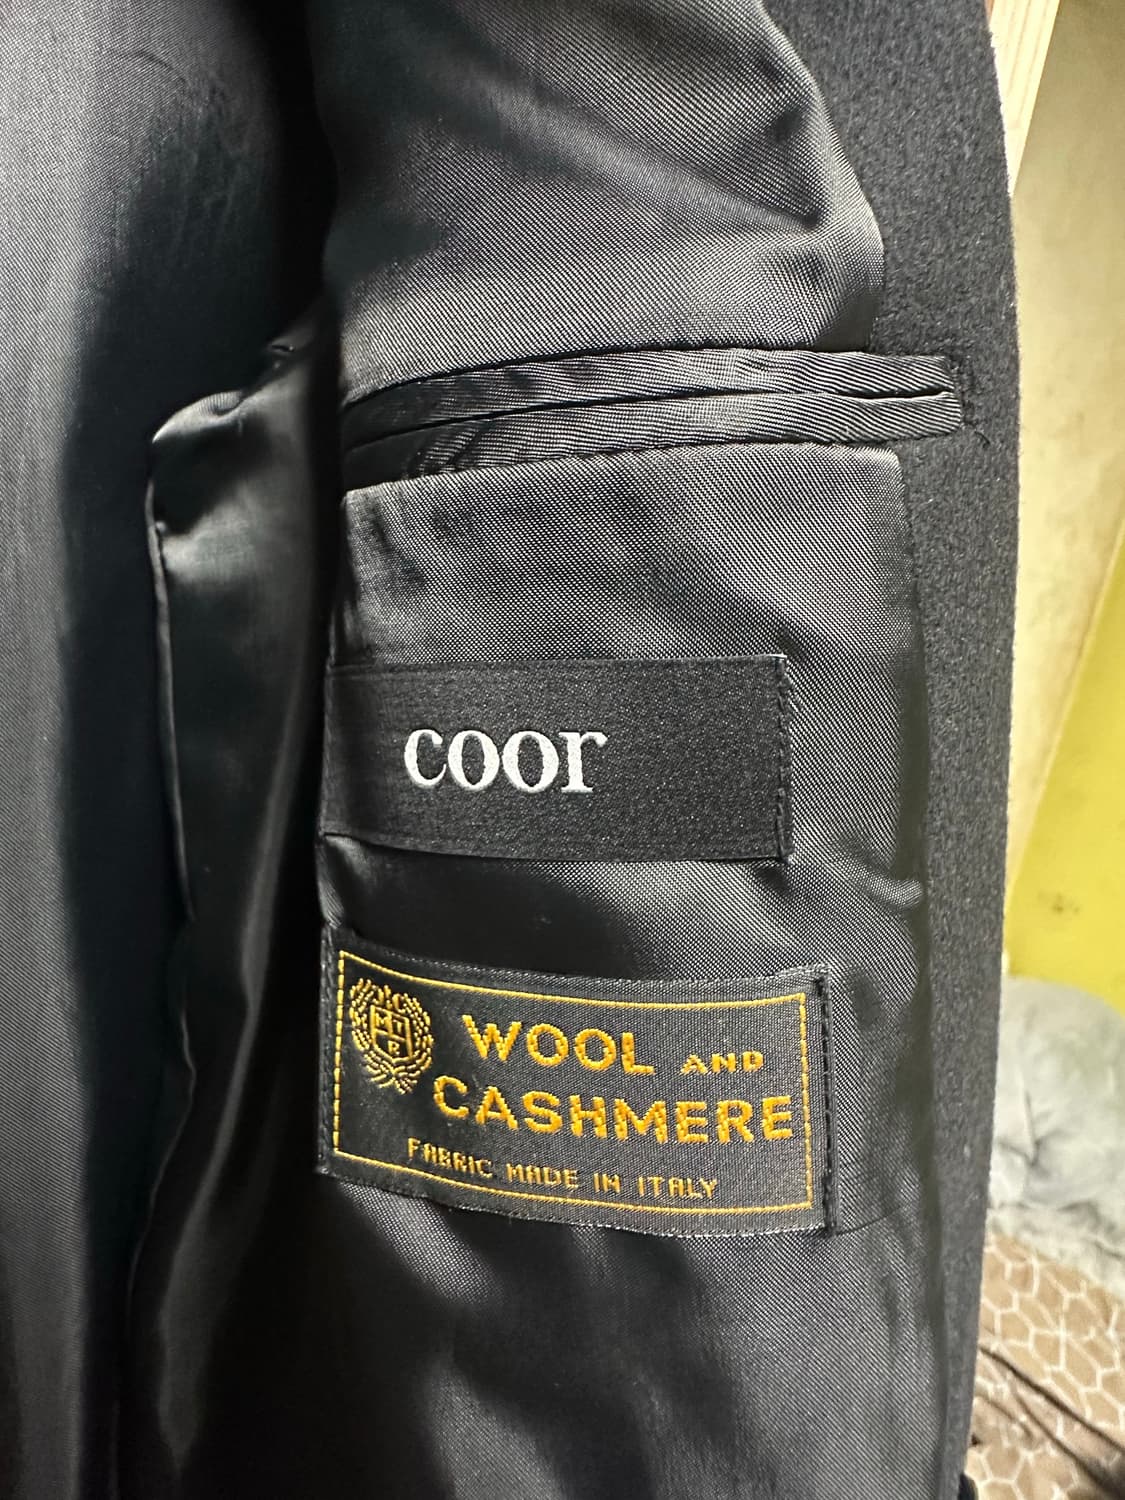 coor
WOOL AND
CASHMERE
FABRIC MADE IN ITALY